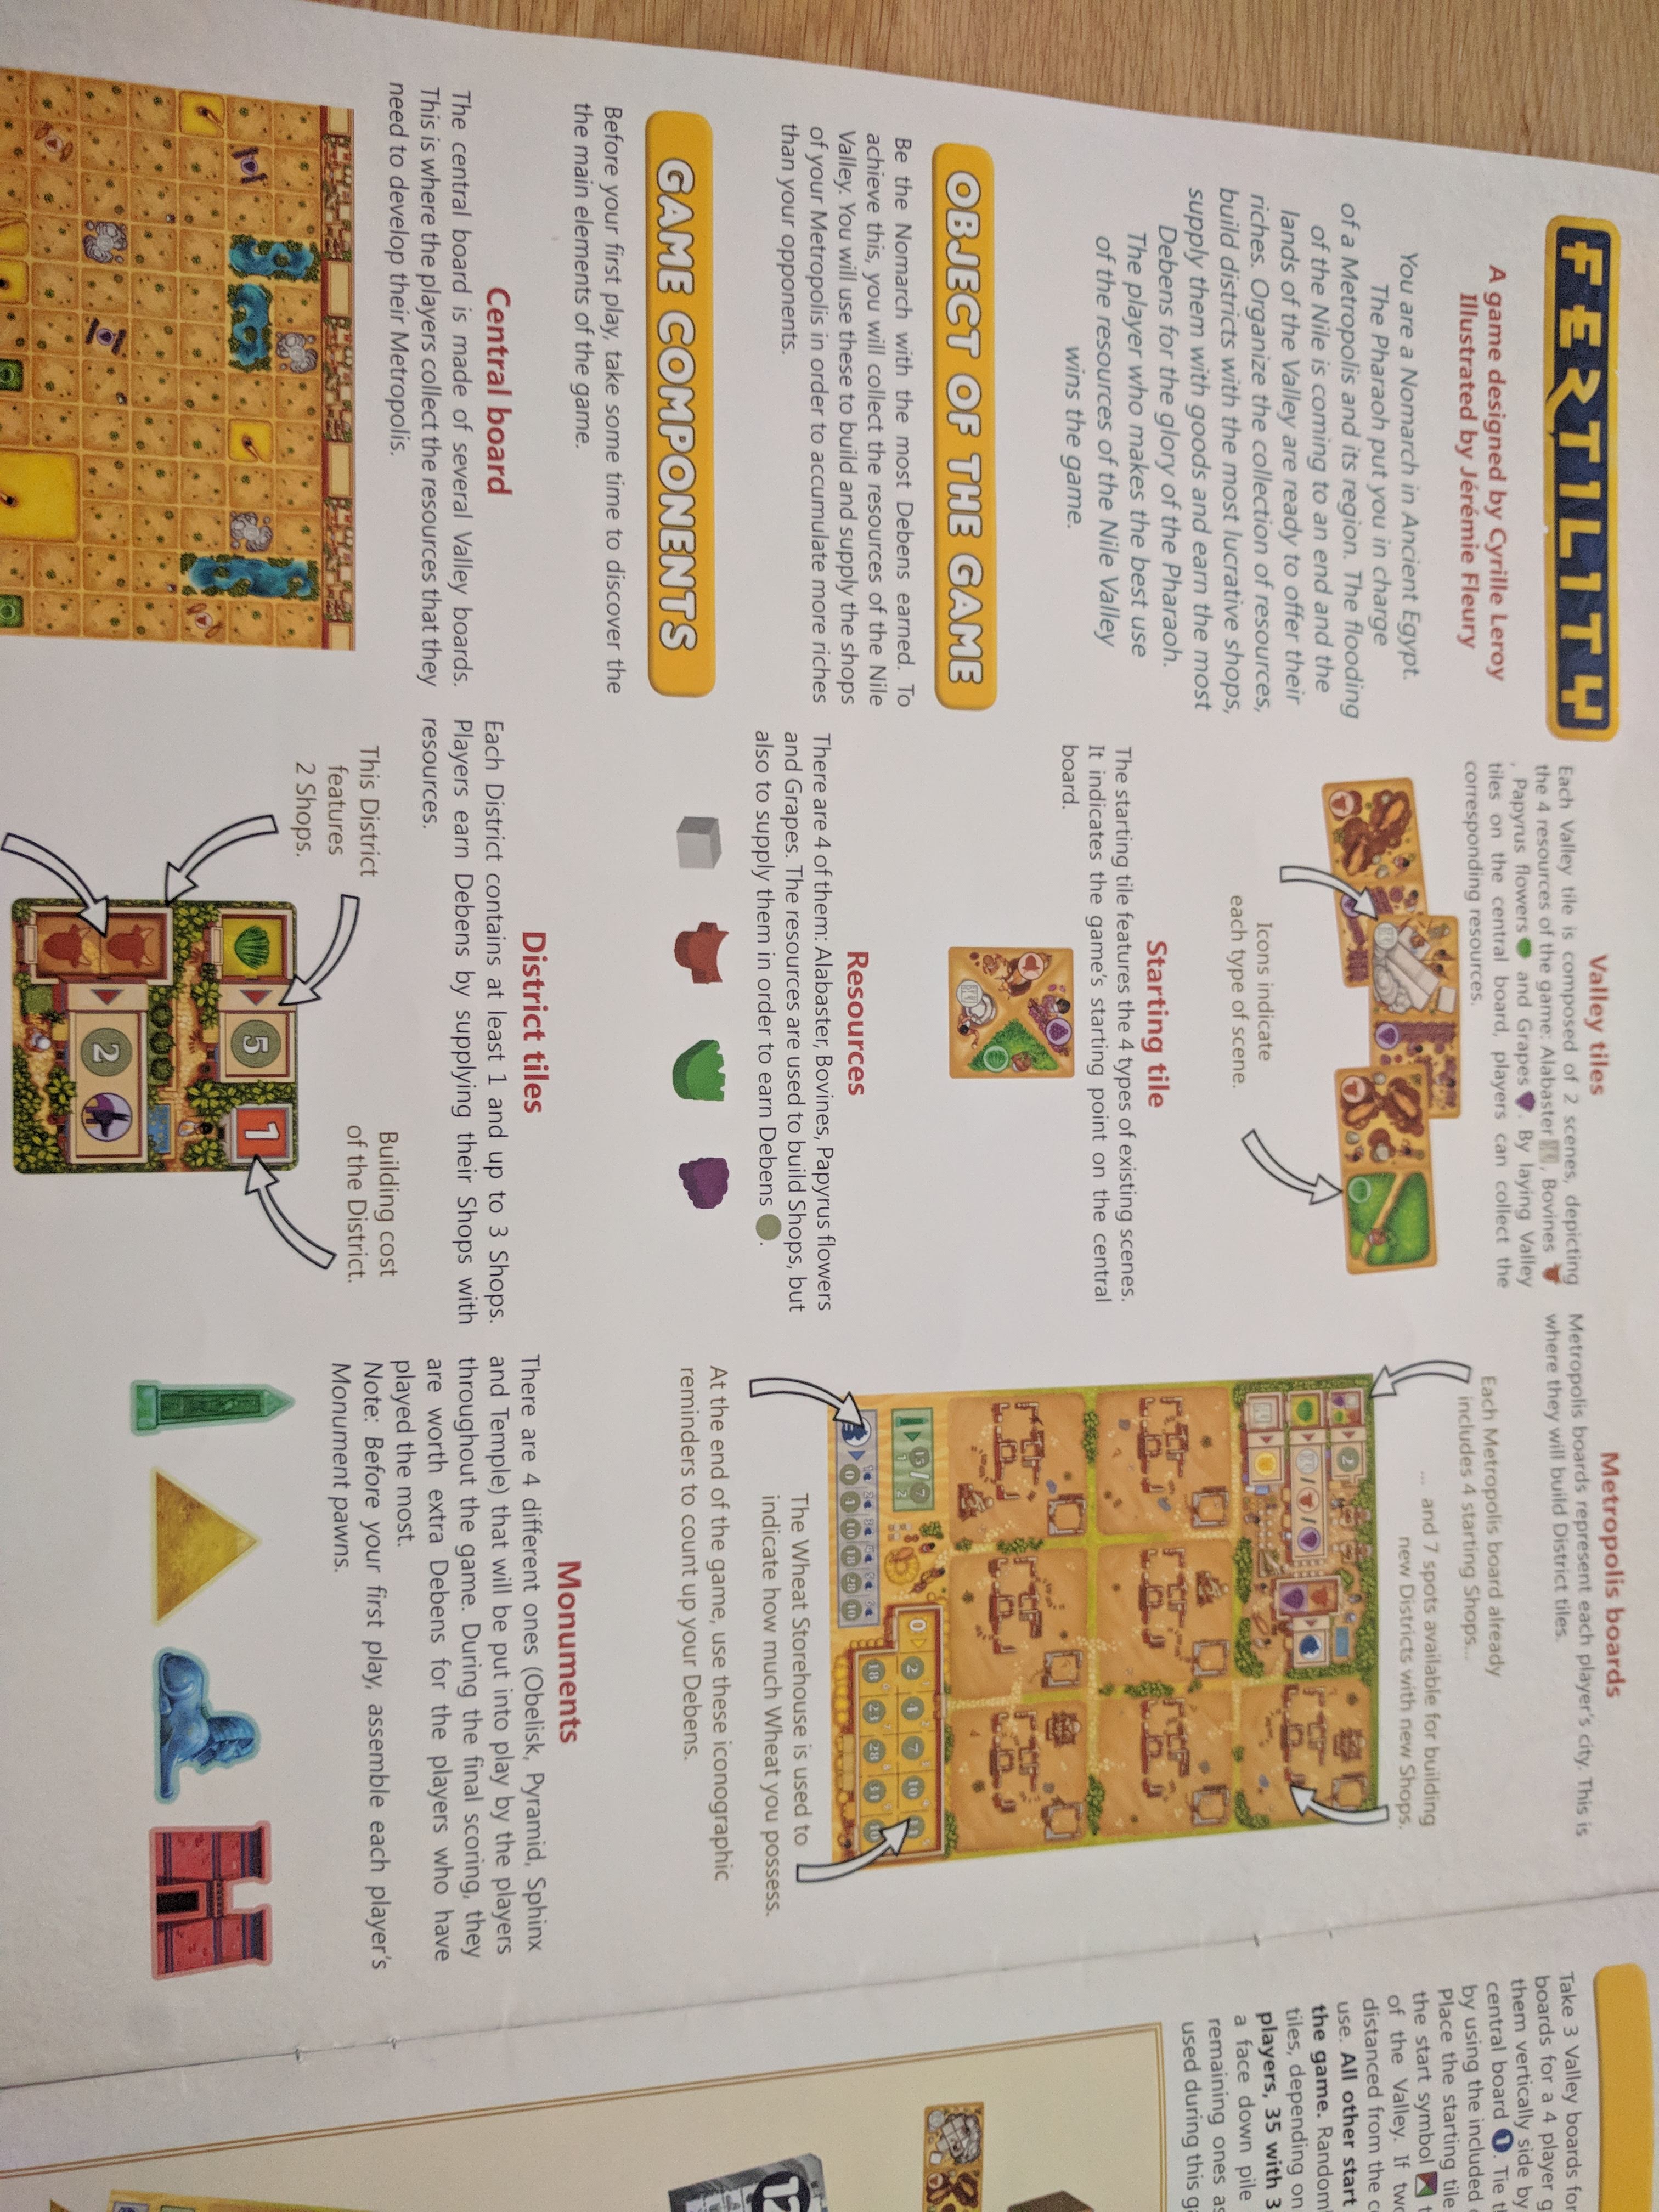 FERTILITY
A game designed by Cyrille Leroy
Illustrated by Jérémie Fleury
You are a Nomarch in Ancient Egypt.
The Pharaoh put you in charge
of a Metropolis and its region. The flooding
of the Nile is coming to an end and the
lands of the Valley are ready to offer their
riches. Organize the collection of resources,
build districts with the most lucrative shops,
supply them with goods and earn the most
Debens for the glory of the Pharaoh.
The player who makes the best use
of the resources of the Nile Valley
wins the game.
OBJECT OF THE GAME
Be the Nomarch with the most Debens earned. To
achieve this, you will collect the resources of the Nile
Valley. You will use these to build and supply the shops
of your Metropolis in order to accumulate more riches
than your opponents.
GAME COMPONENTS
Before your first play, take some time to discover the
the main elements of the game.
Central board
The central board is made of several Valley boards.
This is where the players collect the resources that they
need to develop their Metropolis.
Valley tiles
Each Valley tile is composed of 2 scenes, depicting
the 4 resources of the game: Alabaster , Bovines
, Papyrus flowers and Grapes . By laying Valley
tiles on the central board, players can collect the
corresponding resources.
Icons indicate
each type of scene.
Starting tile
The starting tile features the 4 types of existing scenes.
It indicates the game's starting point on the central
board.
Resources
There are 4 of them: Alabaster, Bovines, Papyrus flowers
and Grapes. The resources are used to build Shops, but
also to supply them in order to earn Debens .
District tiles
Each District contains at least 1 and up to 3 Shops.
Players earn Debens by supplying their Shops with
resources.
This District
features
2 Shops.
Building cost
of the District.
5
1
2
Metropolis boards
Metropolis boards represent each player's city. This is
where they will build District tiles.
Each Metropolis board already
includes 4 starting Shops...
... and 7 spots available for building
new Districts with new Shops.
2
15 / 7
1 2
0 2 4 7 10
18 23 28 31
0 4 10 18 28 10
The Wheat Storehouse is used to
indicate how much Wheat you possess.
At the end of the game, use these iconographic
reminders to count up your Debens.
Monuments
There are 4 different ones (Obelisk, Pyramid, Sphinx
and Temple) that will be put into play by the players
throughout the game. During the final scoring, they
are worth extra Debens for the players who have
played the most.
Note: Before your first play, assemble each player's
Monument pawns.
Take 3 Valley boards for
boards for a 4 player
them vertically side by
central board 1. Tie
by using the included
Place the starting tile
the start symbol
of the Valley. If two
distanced from the
use. All other start
the game.
tiles, depending on
players, 35 with 3
a face down pile
remaining ones
used during this
12